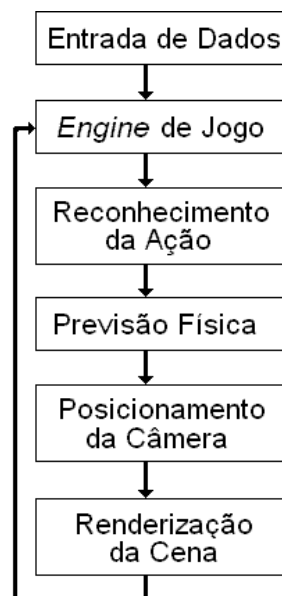 Entrada de Dados
Engine de Jogo
Reconhecimento
da Ação
Previsão Física
Posicionamento
da Câmera
Renderização
da Cena